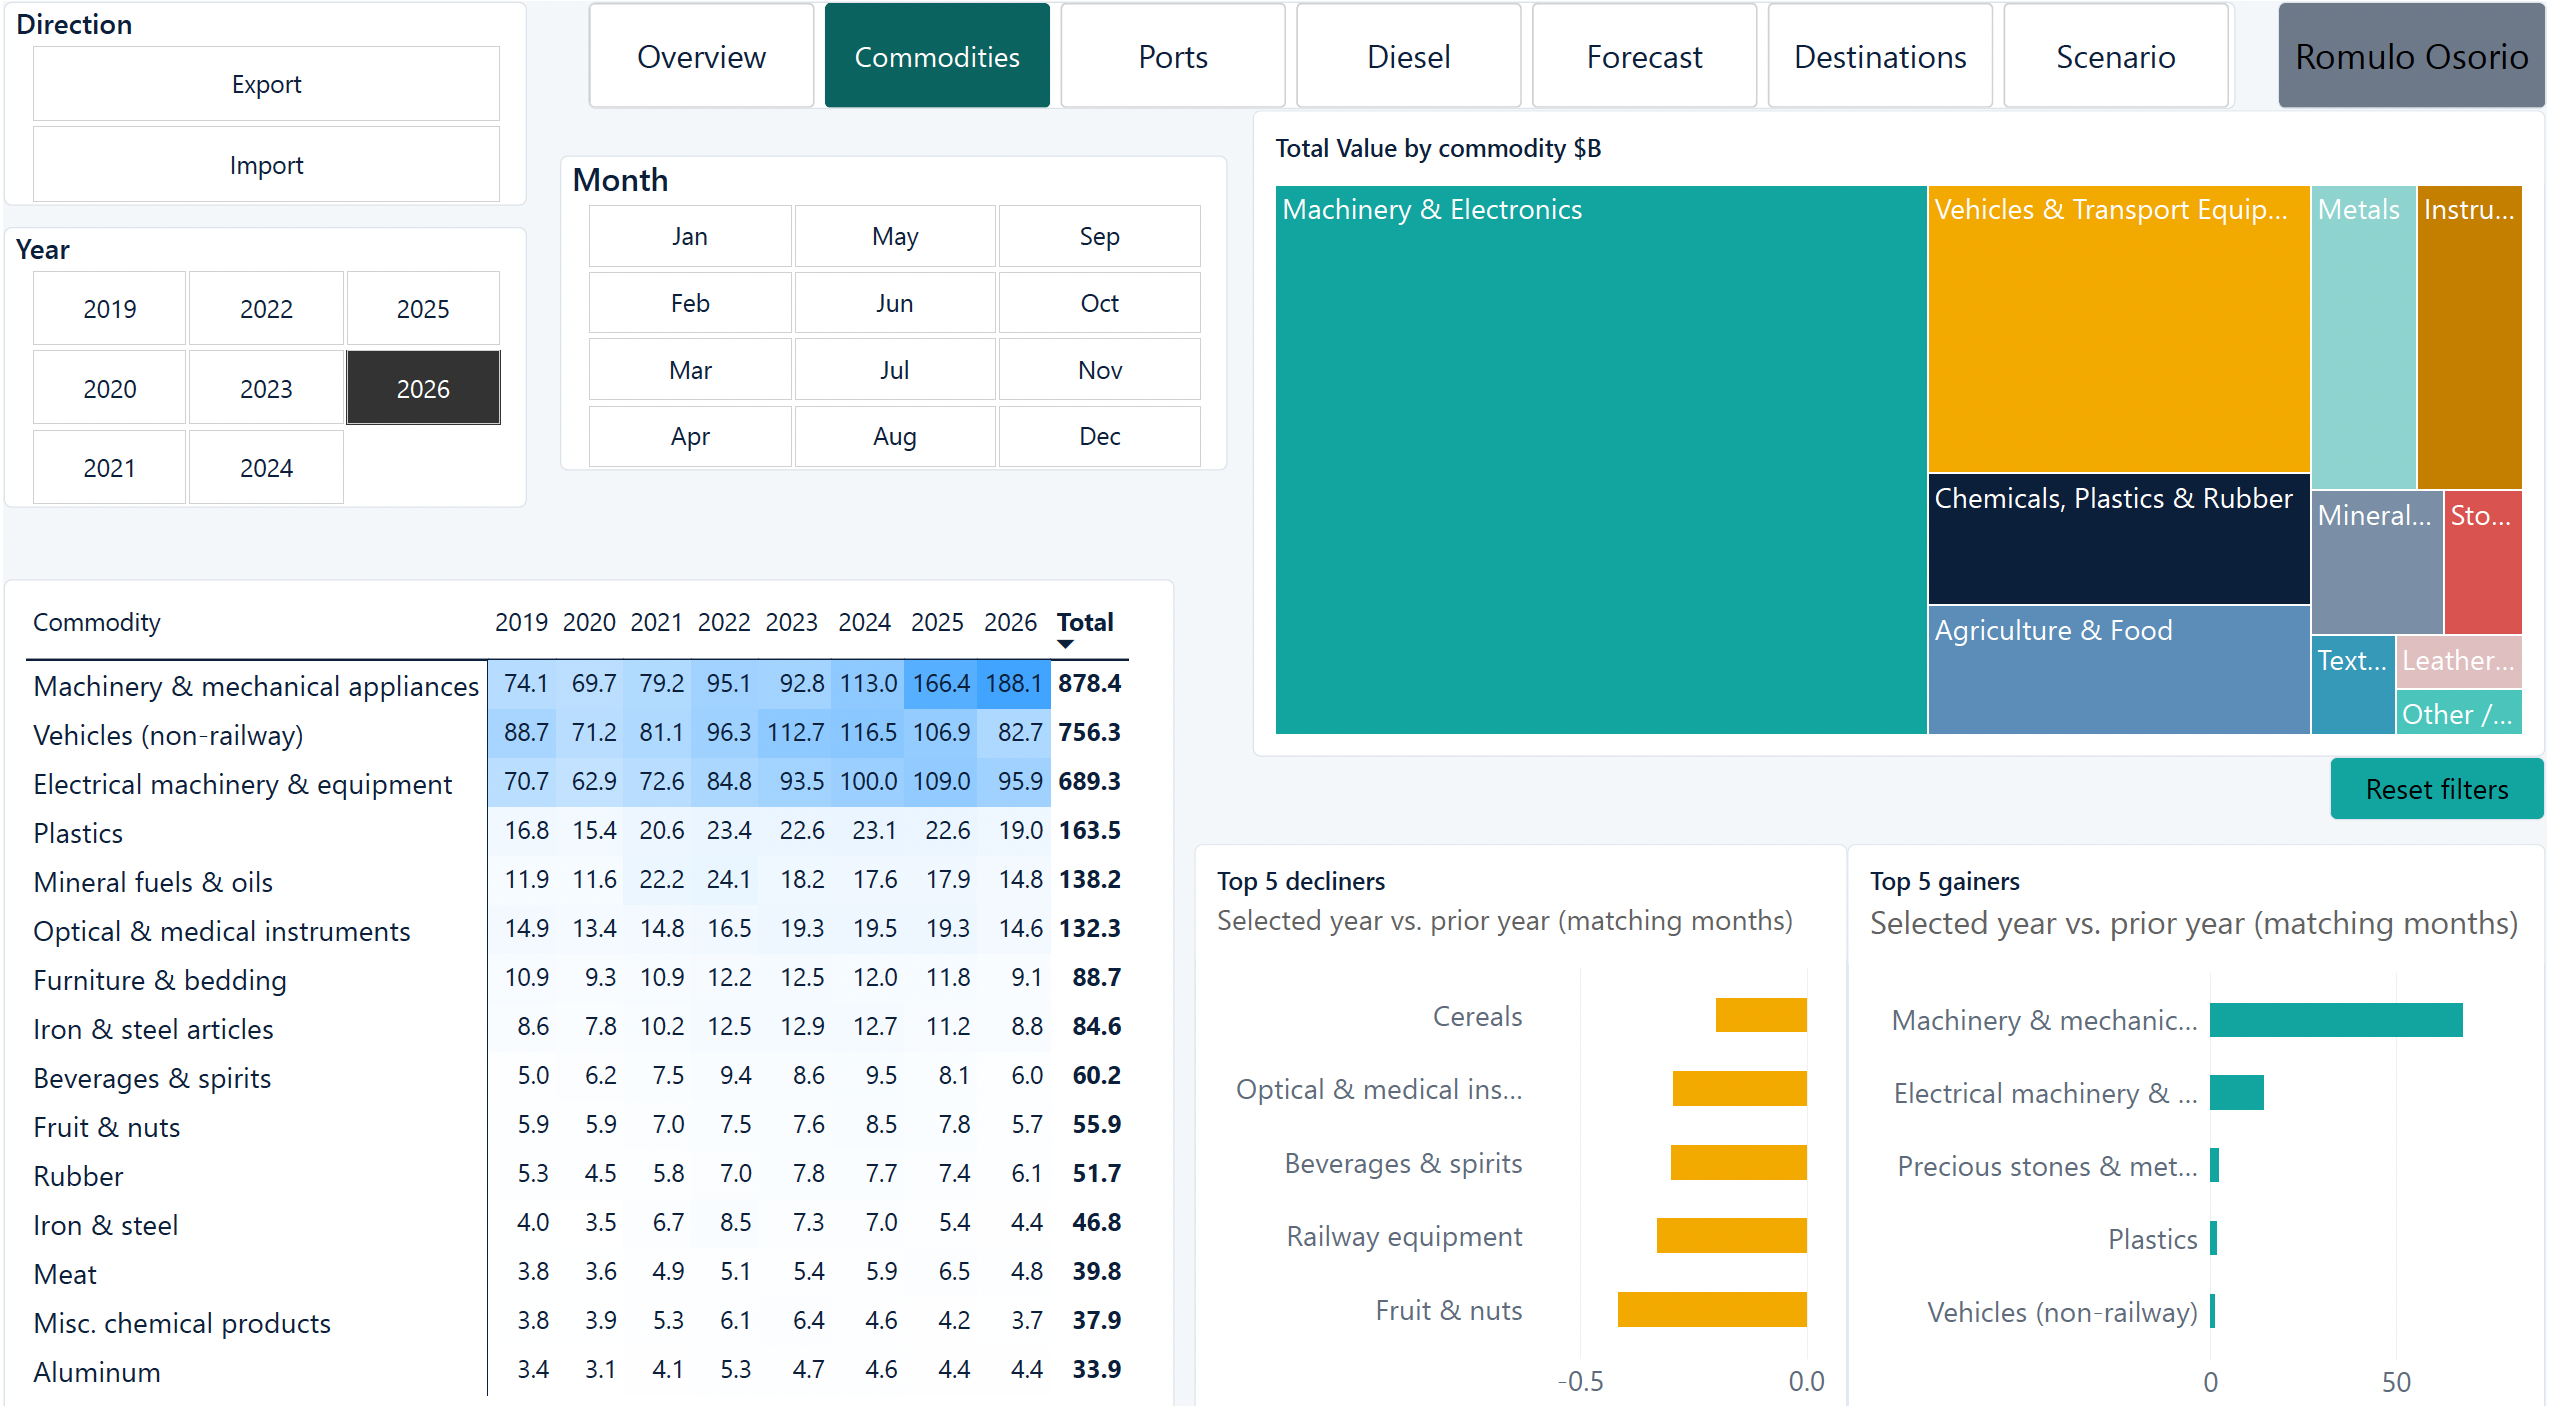 Direction
Export
Import
Overview
Commodities
Ports
Diesel
Forecast
Destinations
Scenario
Romulo Osorio
Year
2019 2022 2025
2020 2023 2026
2021 2024
Month
Jan May Sep
Feb Jun Oct
Mar Jul Nov
Apr Aug Dec
Total Value by commodity $B
Machinery & Electronics
Vehicles & Transport Equip...
Metals
Instru...
Chemicals, Plastics & Rubber
Mineral...
Sto...
Agriculture & Food
Text...
Leather...
Other /...
Reset filters
Commodity 2019 2020 2021 2022 2023 2024 2025 2026 Total
Machinery & mechanical appliances 74.1 69.7 79.2 95.1 92.8 113.0 166.4 188.1 878.4
Vehicles (non-railway) 88.7 71.2 81.1 96.3 112.7 116.5 106.9 82.7 756.3
Electrical machinery & equipment 70.7 62.9 72.6 84.8 93.5 100.0 109.0 95.9 689.3
Plastics 16.8 15.4 20.6 23.4 22.6 23.1 22.6 19.0 163.5
Mineral fuels & oils 11.9 11.6 22.2 24.1 18.2 17.6 17.9 14.8 138.2
Optical & medical instruments 14.9 13.4 14.8 16.5 19.3 19.5 19.3 14.6 132.3
Furniture & bedding 10.9 9.3 10.9 12.2 12.5 12.0 11.8 9.1 88.7
Iron & steel articles 8.6 7.8 10.2 12.5 12.9 12.7 11.2 8.8 84.6
Beverages & spirits 5.0 6.2 7.5 9.4 8.6 9.5 8.1 6.0 60.2
Fruit & nuts 5.9 5.9 7.0 7.5 7.6 8.5 7.8 5.7 55.9
Rubber 5.3 4.5 5.8 7.0 7.8 7.7 7.4 6.1 51.7
Iron & steel 4.0 3.5 6.7 8.5 7.3 7.0 5.4 4.4 46.8
Meat 3.8 3.6 4.9 5.1 5.4 5.9 6.5 4.8 39.8
Misc. chemical products 3.8 3.9 5.3 6.1 6.4 4.6 4.2 3.7 37.9
Aluminum 3.4 3.1 4.1 5.3 4.7 4.6 4.4 4.4 33.9
Top 5 decliners
Selected year vs. prior year (matching months)
Cereals
Optical & medical ins...
Beverages & spirits
Railway equipment
Fruit & nuts
-0.5 0.0
Top 5 gainers
Selected year vs. prior year (matching months)
Machinery & mechanic...
Electrical machinery & ...
Precious stones & met...
Plastics
Vehicles (non-railway)
0 50